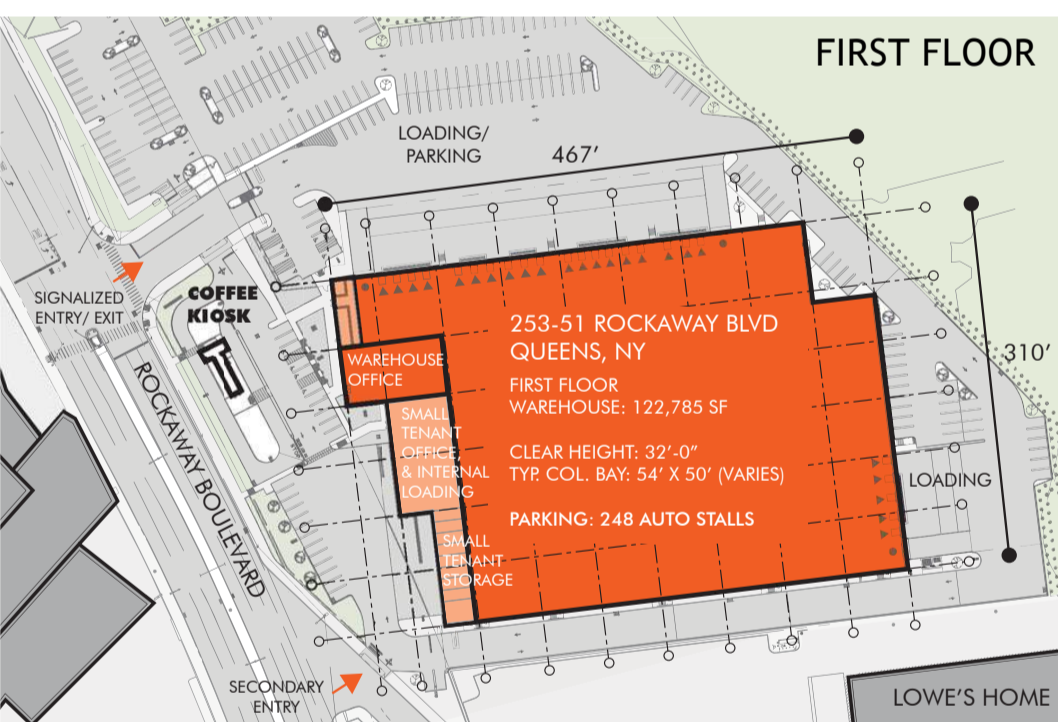 FIRST FLOOR
LOADING/
PARKING
467’
SIGNALIZED
ENTRY/ EXIT
COFFEE
KIOSK
ROCKAWAY BOULEVARD
WAREHOUSE
OFFICE
SMALL
TENANT
OFFICE,
& INTERNAL
LOADING
SMALL
TENANT
STORAGE
253-51 ROCKAWAY BLVD
QUEENS, NY
FIRST FLOOR
WAREHOUSE: 122,785 SF
CLEAR HEIGHT: 32’-0”
TYP. COL. BAY: 54’ X 50’ (VARIES)
PARKING: 248 AUTO STALLS
310’
LOADING
SECONDARY
ENTRY
LOWE’S HOME